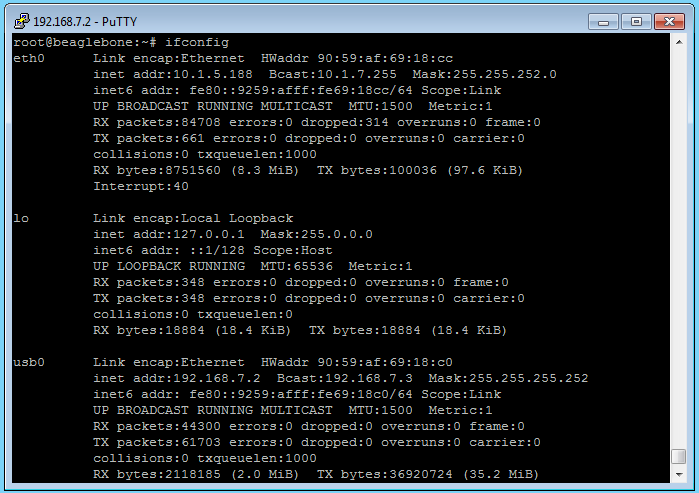 192.168.7.2 - PuTTY
root@beaglebone:~# ifconfig
eth0      Link encap:Ethernet  HWaddr 90:59:af:69:18:cc
          inet addr:10.1.5.188  Bcast:10.1.7.255  Mask:255.255.252.0
          inet6 addr: fe80::9259:afff:fe69:18cc/64 Scope:Link
          UP BROADCAST RUNNING MULTICAST  MTU:1500  Metric:1
          RX packets:84708 errors:0 dropped:314 overruns:0 frame:0
          TX packets:661 errors:0 dropped:0 overruns:0 carrier:0
          collisions:0 txqueuelen:1000
          RX bytes:8751560 (8.3 MiB)  TX bytes:100036 (97.6 KiB)
          Interrupt:40
lo        Link encap:Local Loopback
          inet addr:127.0.0.1  Mask:255.0.0.0
          inet6 addr: ::1/128 Scope:Host
          UP LOOPBACK RUNNING  MTU:65536  Metric:1
          RX packets:348 errors:0 dropped:0 overruns:0 frame:0
          TX packets:348 errors:0 dropped:0 overruns:0 carrier:0
          collisions:0 txqueuelen:0
          RX bytes:18884 (18.4 KiB)  TX bytes:18884 (18.4 KiB)
usb0      Link encap:Ethernet  HWaddr 90:59:af:69:18:c0
          inet addr:192.168.7.2  Bcast:192.168.7.3  Mask:255.255.255.252
          inet6 addr: fe80::9259:afff:fe69:18c0/64 Scope:Link
          UP BROADCAST RUNNING MULTICAST  MTU:1500  Metric:1
          RX packets:44300 errors:0 dropped:0 overruns:0 frame:0
          TX packets:61703 errors:0 dropped:0 overruns:0 carrier:0
          collisions:0 txqueuelen:1000
          RX bytes:2118185 (2.0 MiB)  TX bytes:36920724 (35.2 MiB)